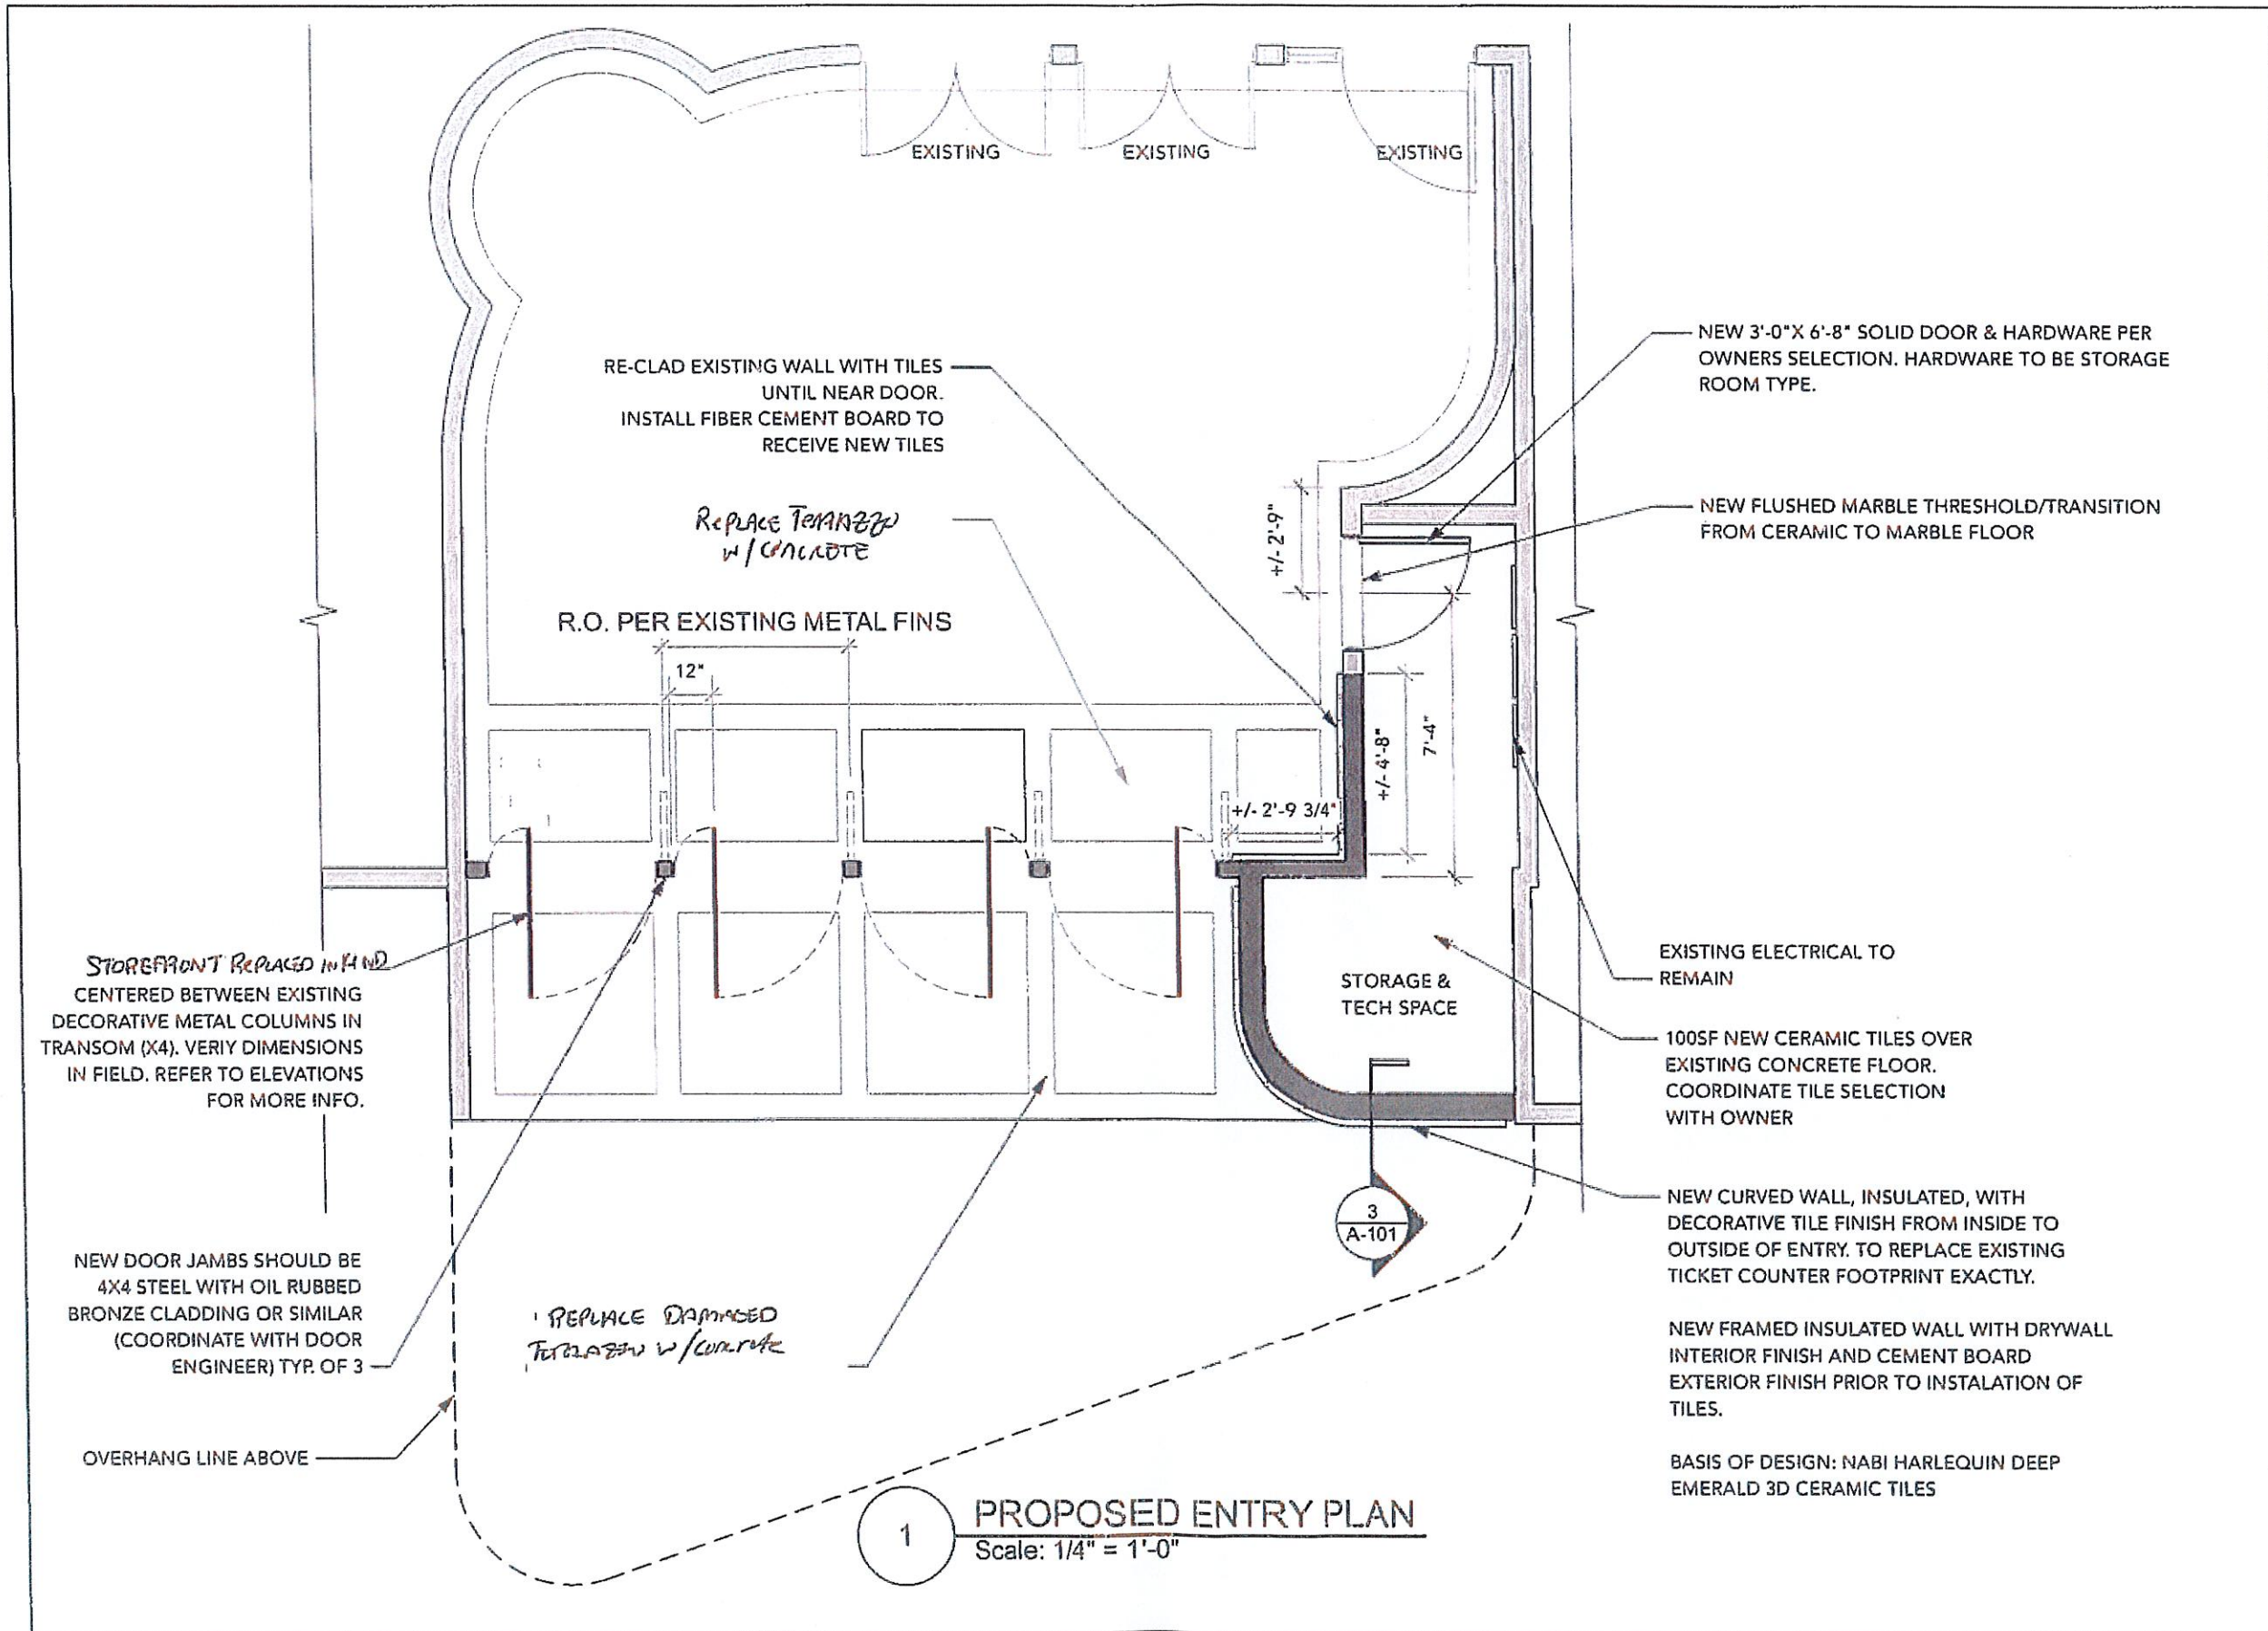 EXISTING
EXISTING
EXISTING
RE-CLAD EXISTING WALL WITH TILES
UNTIL NEAR DOOR.
INSTALL FIBER CEMENT BOARD TO
RECEIVE NEW TILES
NEW 3'-0"X 6'-8" SOLID DOOR & HARDWARE PER
OWNERS SELECTION. HARDWARE TO BE STORAGE
ROOM TYPE.
NEW FLUSHED MARBLE THRESHOLD/TRANSITION
FROM CERAMIC TO MARBLE FLOOR
REPLACE TERRAZZO
W/CONCRETE
+/- 2'-9"
R.O. PER EXISTING METAL FINS
12"
+/- 4'-8"
7'-4"
+/- 2'-9 3/4"
STOREFRONT REPLACED IN KIND
CENTERED BETWEEN EXISTING
DECORATIVE METAL COLUMNS IN
TRANSOM (X4). VERIY DIMENSIONS
IN FIELD. REFER TO ELEVATIONS
FOR MORE INFO.
STORAGE &
TECH SPACE
EXISTING ELECTRICAL TO
REMAIN
100SF NEW CERAMIC TILES OVER
EXISTING CONCRETE FLOOR.
COORDINATE TILE SELECTION
WITH OWNER
NEW CURVED WALL, INSULATED, WITH
DECORATIVE TILE FINISH FROM INSIDE TO
OUTSIDE OF ENTRY. TO REPLACE EXISTING
TICKET COUNTER FOOTPRINT EXACTLY.
NEW FRAMED INSULATED WALL WITH DRYWALL
INTERIOR FINISH AND CEMENT BOARD
EXTERIOR FINISH PRIOR TO INSTALATION OF
TILES.
BASIS OF DESIGN: NABI HARLEQUIN DEEP
EMERALD 3D CERAMIC TILES
3
A-101
NEW DOOR JAMBS SHOULD BE
4X4 STEEL WITH OIL RUBBED
BRONZE CLADDING OR SIMILAR
(COORDINATE WITH DOOR
ENGINEER) TYP. OF 3
REPLACE DAMAGED
TERRAZZO W/CONCRETE
OVERHANG LINE ABOVE
1
PROPOSED ENTRY PLAN
Scale: 1/4" = 1'-0"